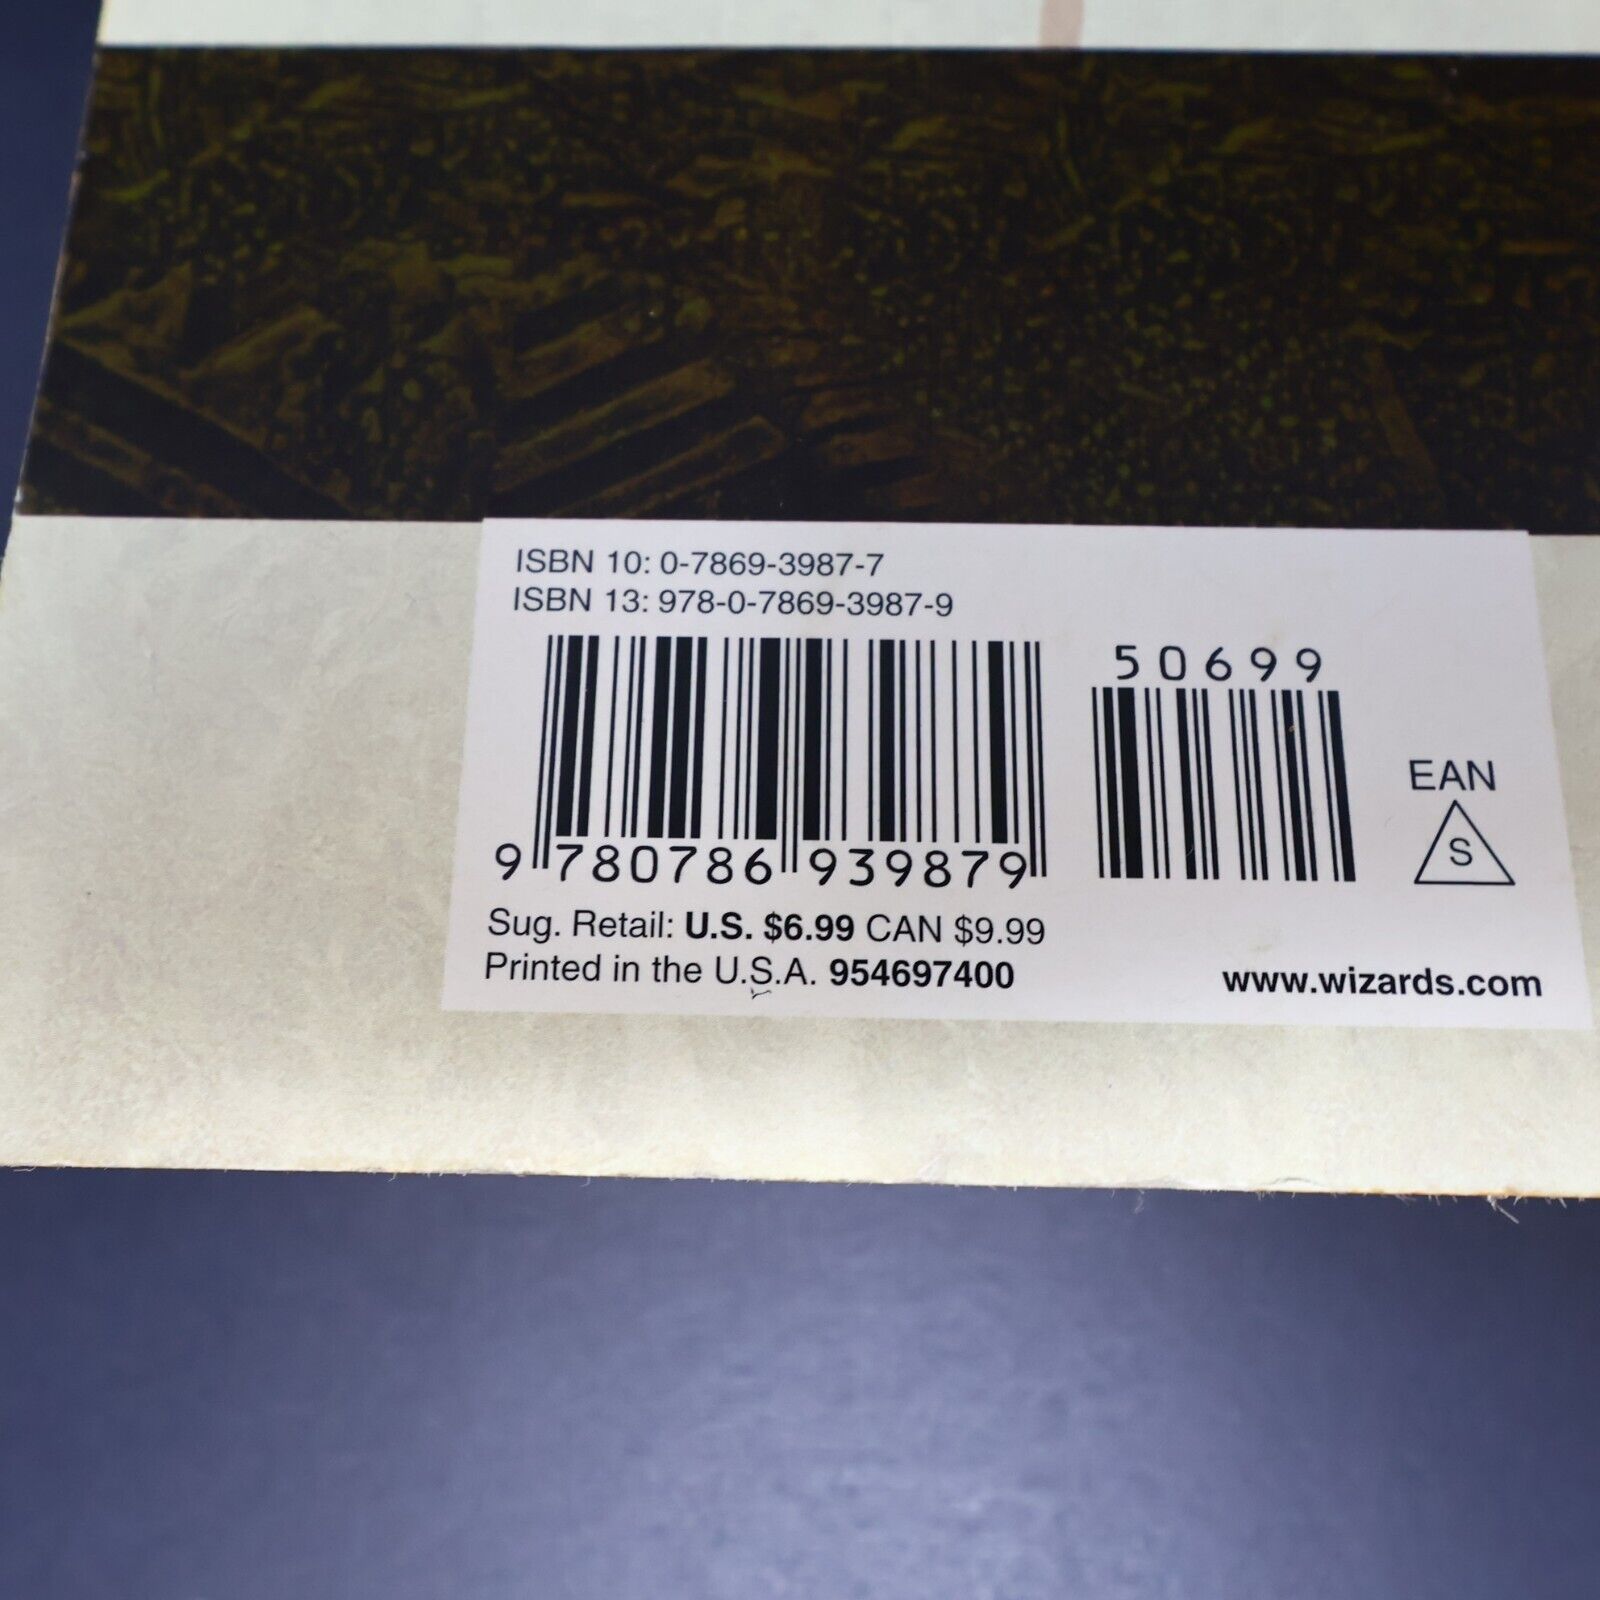 ISBN 10: 0-7869-3987-7
ISBN 13: 978-0-7869-3987-9
50699
EAN
S
9 780786 939879
Sug. Retail: U.S. $6.99 CAN $9.99
Printed in the U.S.A. 954697400
www.wizards.com